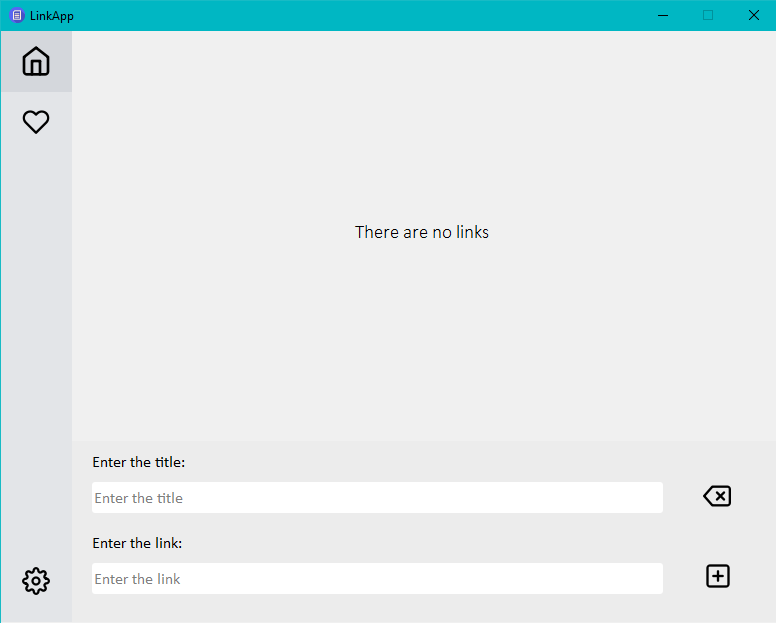 LinkApp
There are no links
Enter the title:
Enter the title
Enter the link:
Enter the link